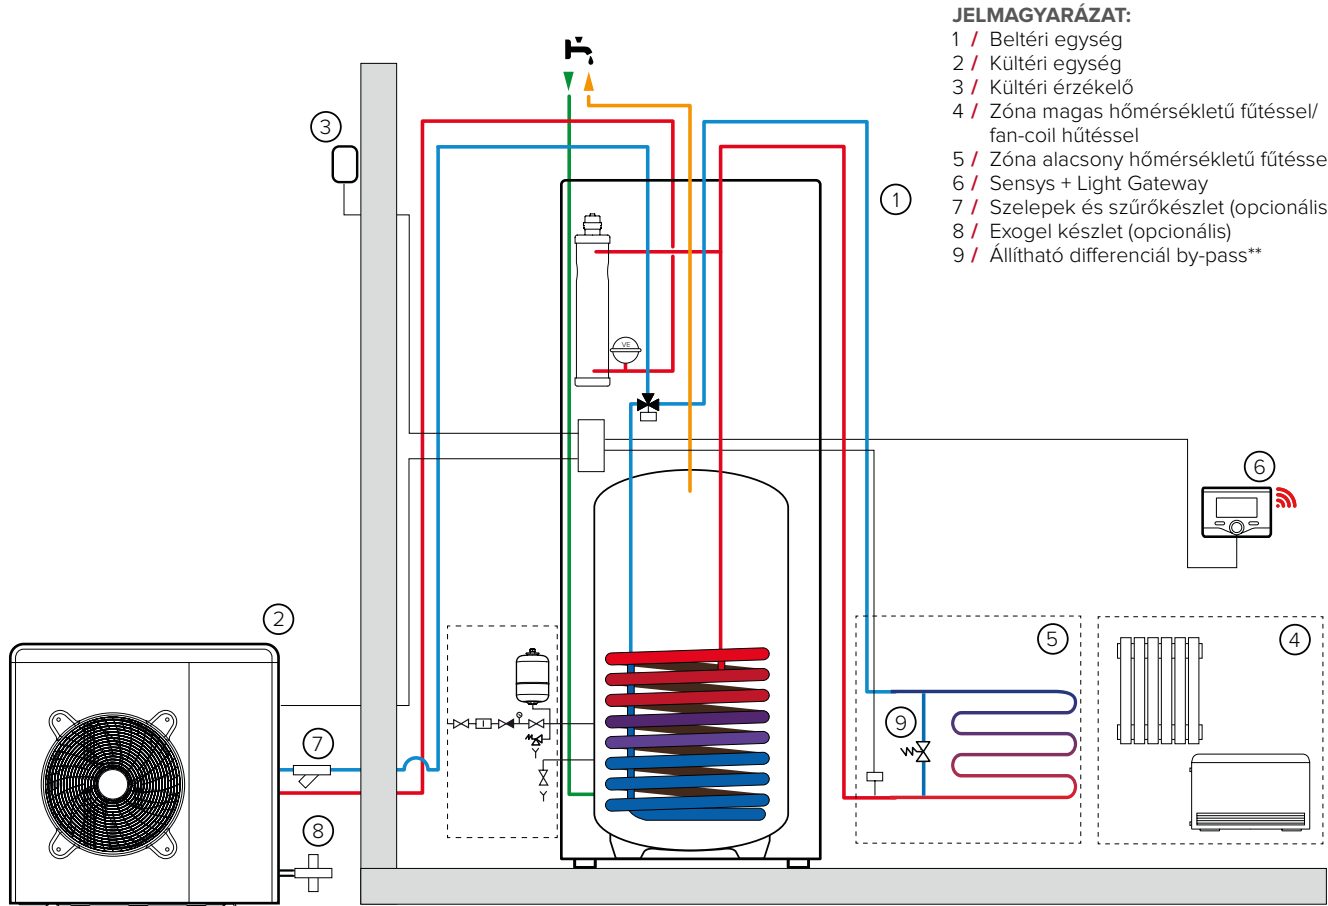 JELMAGYARÁZAT:
1 / Beltéri egység
2 / Kültéri egység
3 / Kültéri érzékelő
4 / Zóna magas hőmérsékletű fűtéssel/
fan-coil hűtéssel
5 / Zóna alacsony hőmérsékletű fűtésse
6 / Sensys + Light Gateway
7 / Szelepek és szűrőkészlet (opcionális
8 / Exogel készlet (opcionális)
9 / Állítható differenciál by-pass**
3
1
VE
6
2
5
4
9
7
8